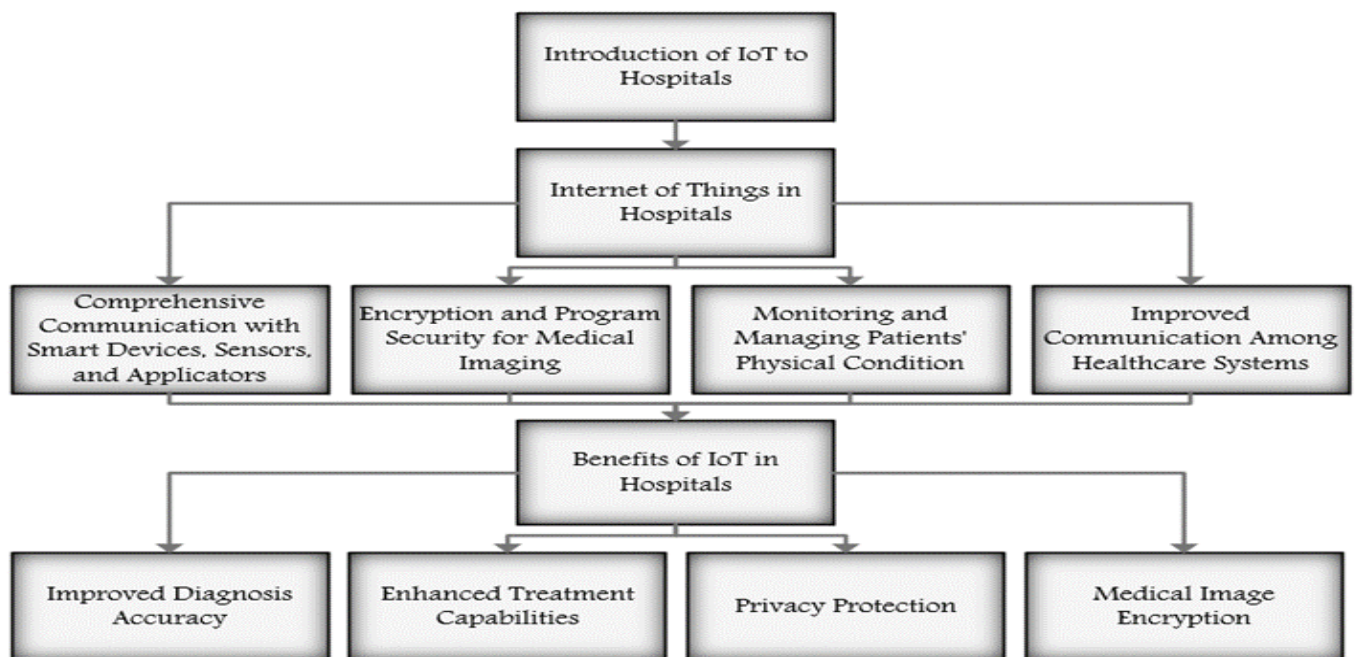 Introduction of IoT to
Hospitals
Internet of Things in
Hospitals
Comprehensive
Communication with
Smart Devices, Sensors,
and Applicators
Encryption and Program
Security for Medical
Imaging
Monitoring and
Managing Patients'
Physical Condition
Improved
Communication Among
Healthcare Systems
Benefits of IoT in
Hospitals
Improved Diagnosis
Accuracy
Enhanced Treatment
Capabilities
Privacy Protection
Medical Image
Encryption